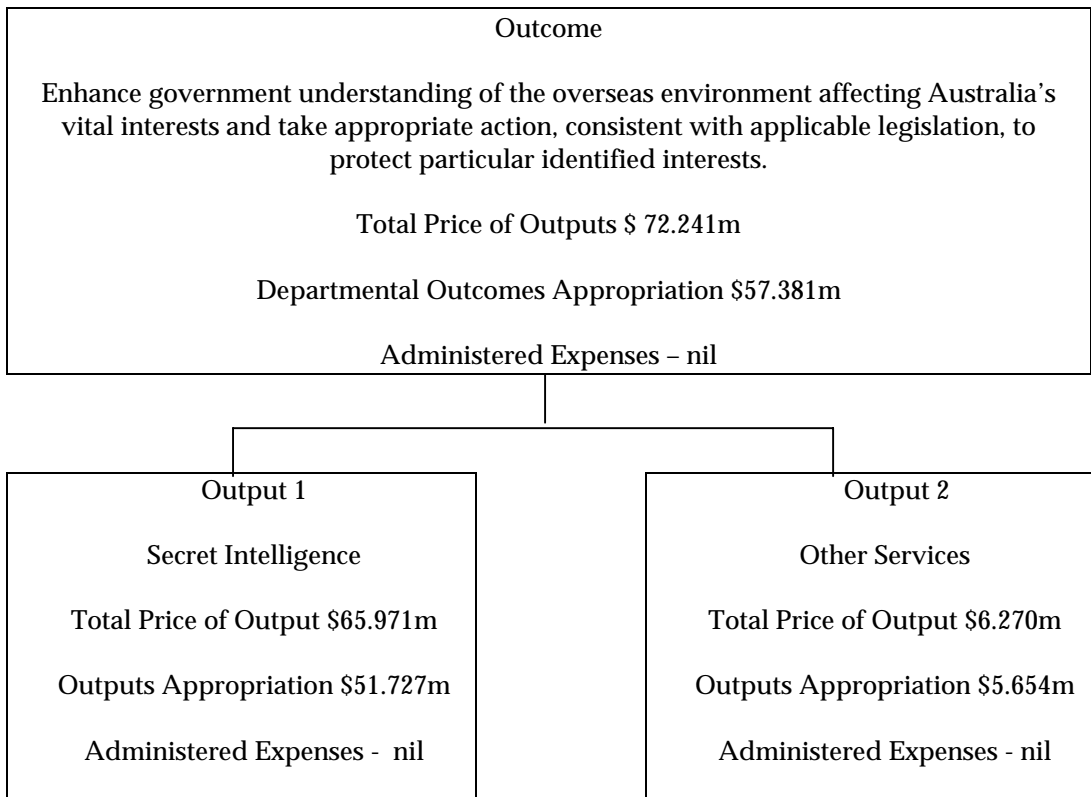 Outcome
Enhance government understanding of the overseas environment affecting Australia’s
vital interests and take appropriate action, consistent with applicable legislation, to
protect particular identified interests.
Total Price of Outputs $ 72.241m
Departmental Outcomes Appropriation $57.381m
Administered Expenses – nil
Output 1
Secret Intelligence
Total Price of Output $65.971m
Outputs Appropriation $51.727m
Administered Expenses -  nil
Output 2
Other Services
Total Price of Output $6.270m
Outputs Appropriation $5.654m
Administered Expenses - nil